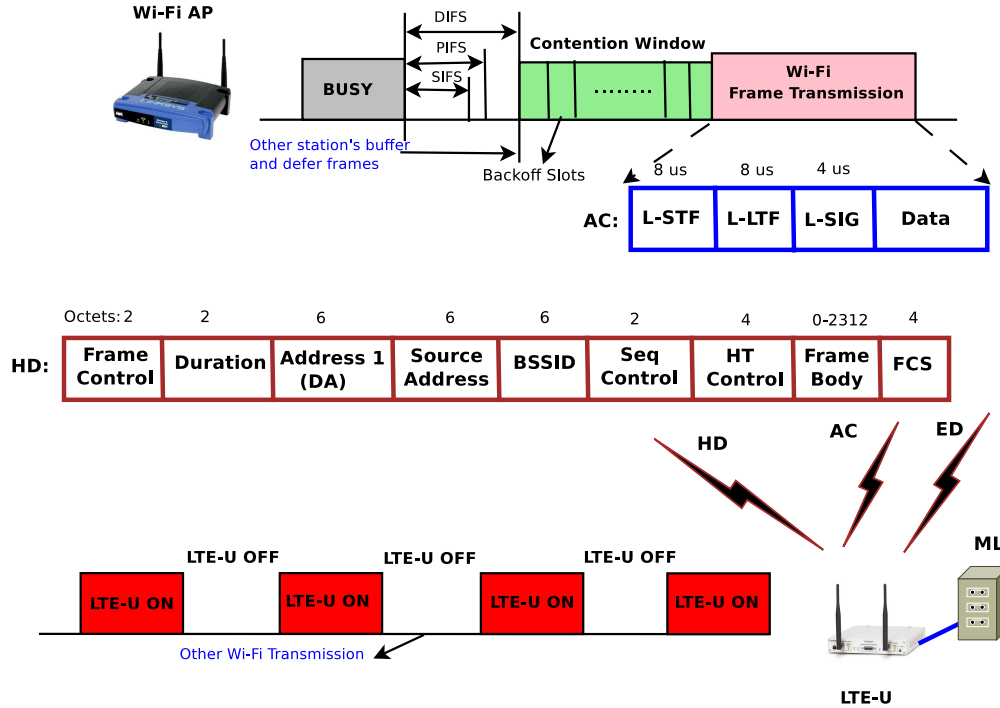 Wi-Fi AP
DIFS
PIFS
SIFS
Contention Window
BUSY
Wi-Fi
Frame Transmission
Other station's buffer
and defer frames
Backoff Slots
8 us 8 us 4 us
AC: L-STF L-LTF L-SIG Data
Octets: 2 2 6 6 6 2 4 0-2312 4
HD: Frame Control Duration Address 1 (DA) Source Address BSSID Seq Control HT Control Frame Body FCS
HD AC ED
LTE-U OFF LTE-U OFF LTE-U OFF
LTE-U ON LTE-U ON LTE-U ON LTE-U ON
Other Wi-Fi Transmission
ML
LTE-U